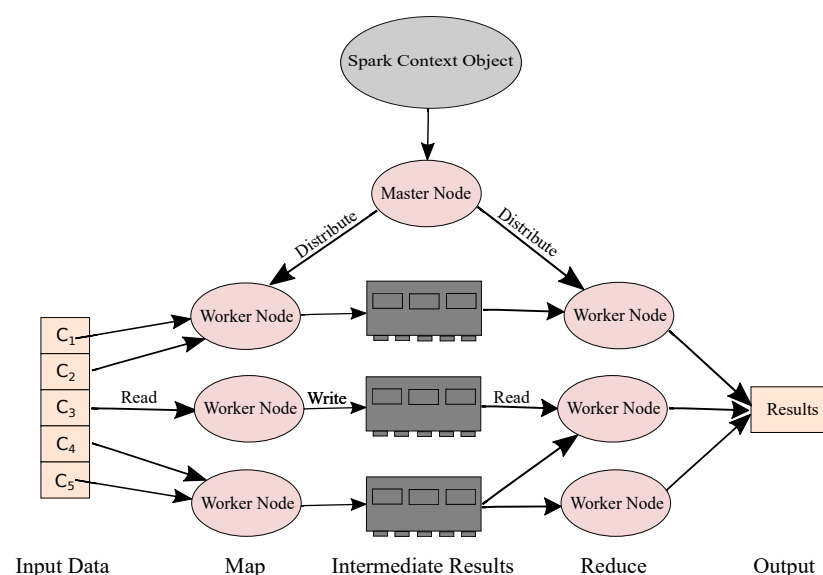 Spark Context Object
Master Node
Distribute
Distribute
Worker Node
Worker Node
C1
C2
C3
C4
C5
Read
Worker Node
Write
Read
Worker Node
Results
Worker Node
Worker Node
Input Data
Map
Intermediate Results
Reduce
Output